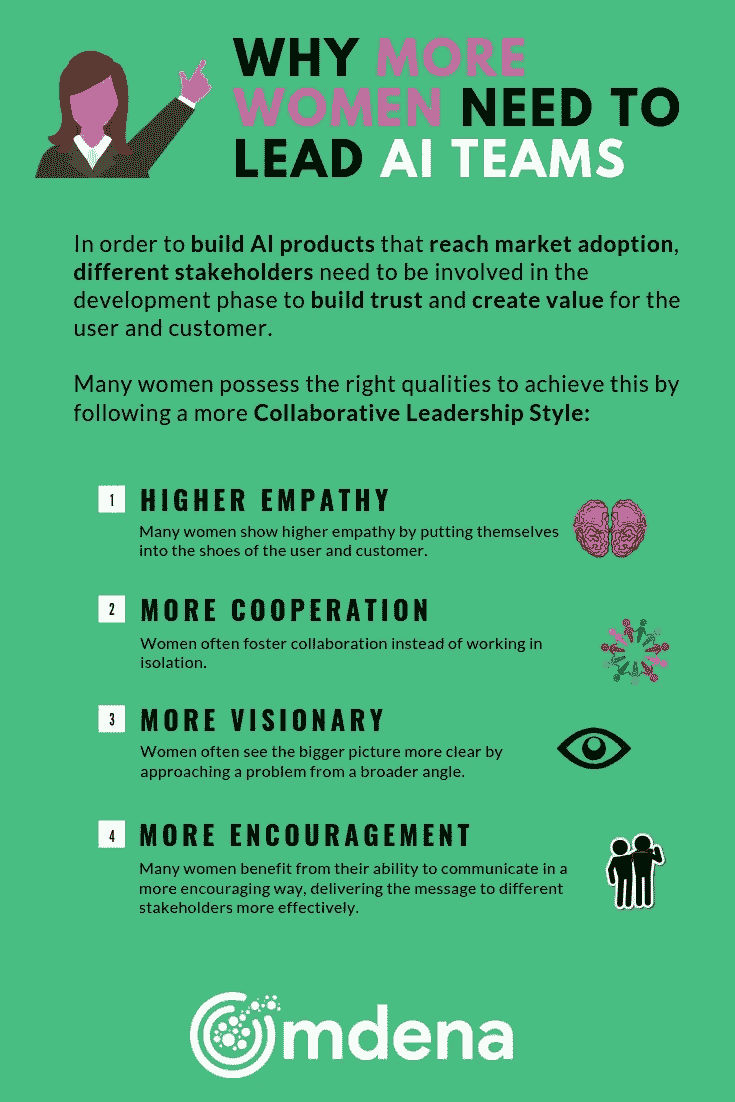 WHY MORE
WOMEN NEED TO
LEAD AI TEAMS
In order to build AI products that reach market adoption,
different stakeholders need to be involved in the
development phase to build trust and create value for the
user and customer.
Many women possess the right qualities to achieve this by
following a more Collaborative Leadership Style:
1 HIGHER EMPATHY
Many women show higher empathy by putting themselves
into the shoes of the user and customer.
2 MORE COOPERATION
Women often foster collaboration instead of working in
isolation.
3 MORE VISIONARY
Women often see the bigger picture more clear by
approaching a problem from a broader angle.
4 MORE ENCOURAGEMENT
Many women benefit from their ability to communicate in a
more encouraging way, delivering the message to different
stakeholders more effectively.
Omdena